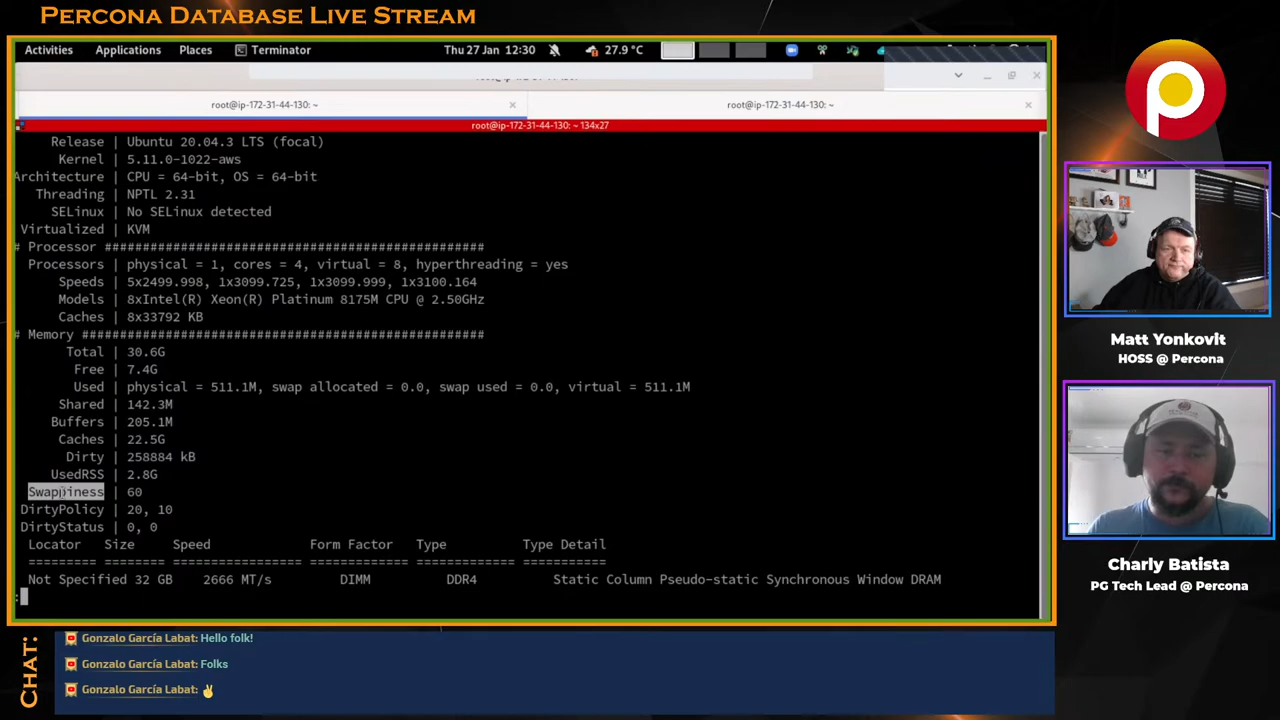 PERCONA DATABASE LIVE STREAM
Activities Applications Places Terminator Thu 27 Jan 12:30 27.9 °C
root@ip-172-31-44-130: ~ root@ip-172-31-44-130: ~
root@ip-172-31-44-130: ~ 134x27
Release | Ubuntu 20.04.3 LTS (focal)
Kernel | 5.11.0-1022-aws
Architecture | CPU = 64-bit, OS = 64-bit
Threading | NPTL 2.31
SELinux | No SELinux detected
Virtualized | KVM
# Processor ##################################################
Processors | physical = 1, cores = 4, virtual = 8, hyperthreading = yes
Speeds | 5x2499.998, 1x3099.725, 1x3099.999, 1x3100.164
Models | 8xIntel(R) Xeon(R) Platinum 8175M CPU @ 2.50GHz
Caches | 8x33792 KB
# Memory #####################################################
Total | 30.6G
Free | 7.4G
Used | physical = 511.1M, swap allocated = 0.0, swap used = 0.0, virtual = 511.1M
Shared | 142.3M
Buffers | 205.1M
Caches | 22.5G
Dirty | 258884 kB
UsedRSS | 2.8G
Swappiness | 60
DirtyPolicy | 20, 10
DirtyStatus | 0, 0
Locator Size Speed Form Factor Type Type Detail
========= ======== ================= ============= ============= ===========
Not Specified 32 GB 2666 MT/s DIMM DDR4 Static Column Pseudo-static Synchronous Window DRAM
:
Matt Yonkovit
HOSS @ Percona
Charly Batista
PG Tech Lead @ Percona
CHAT:
Gonzalo García Labat: Hello folk!
Gonzalo García Labat: Folks
Gonzalo García Labat: ✌